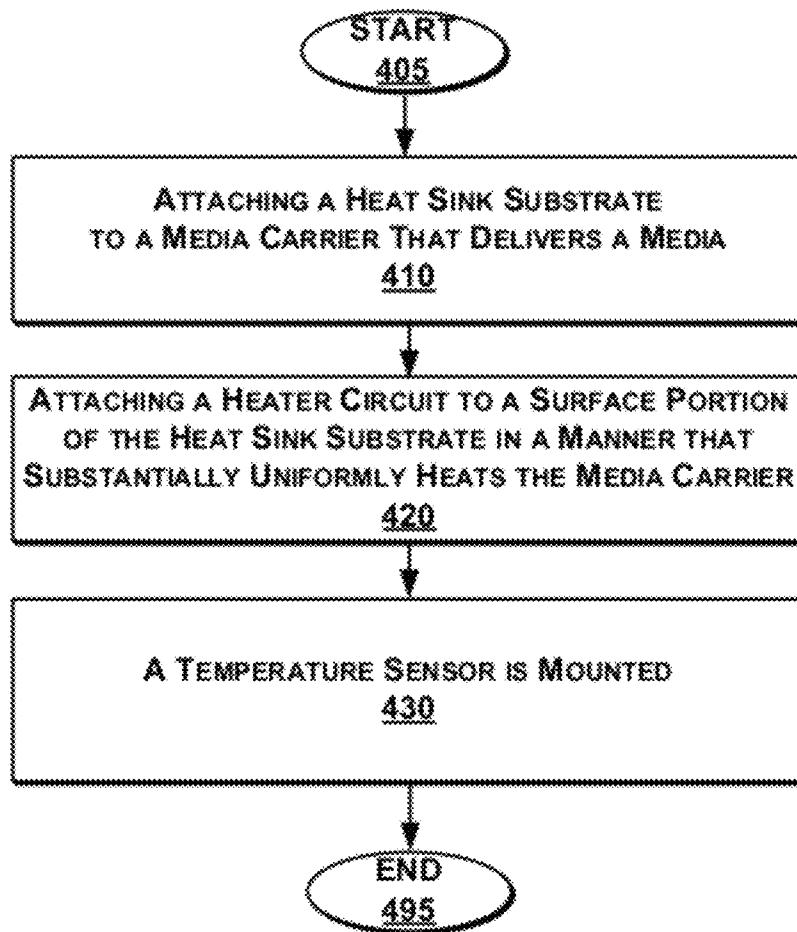 START
405
ATTACHING A HEAT SINK SUBSTRATE
TO A MEDIA CARRIER THAT DELIVERS A MEDIA
410
ATTACHING A HEATER CIRCUIT TO A SURFACE PORTION
OF THE HEAT SINK SUBSTRATE IN A MANNER THAT
SUBSTANTIALLY UNIFORMLY HEATS THE MEDIA CARRIER
420
A TEMPERATURE SENSOR IS MOUNTED
430
END
495